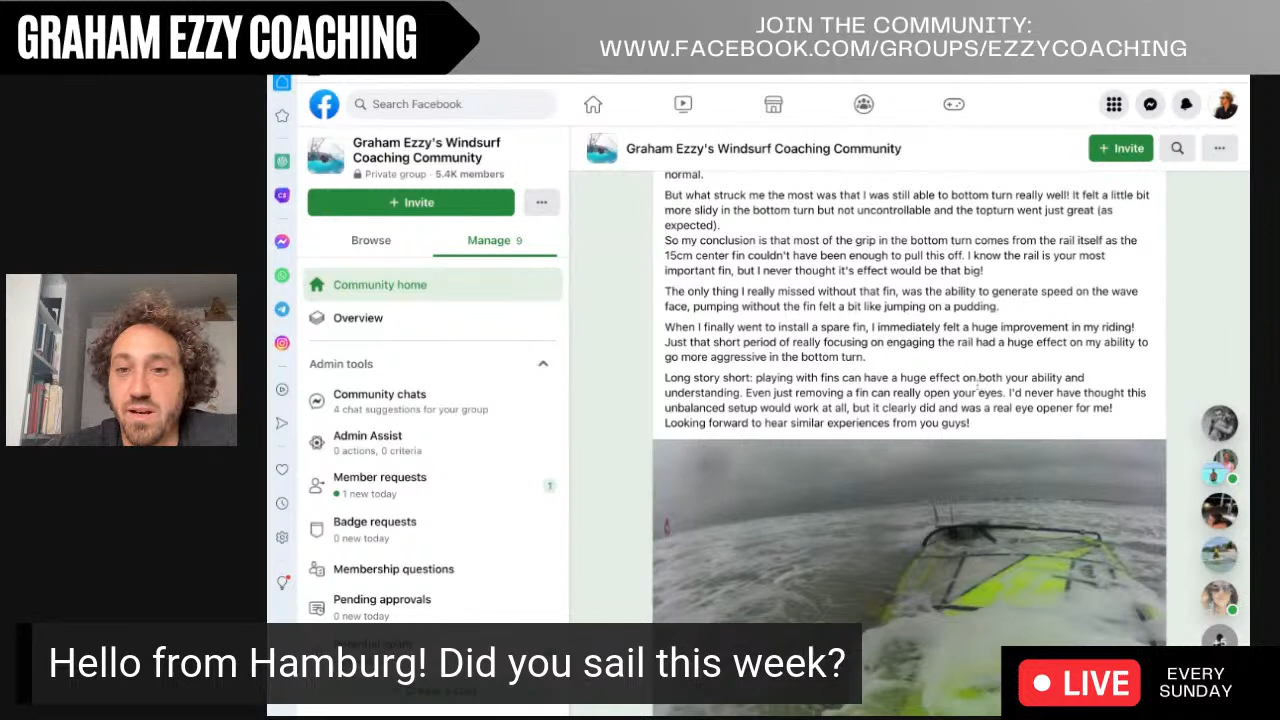 GRAHAM EZZY COACHING
JOIN THE COMMUNITY:
WWW.FACEBOOK.COM/GROUPS/EZZYCOACHING
Search Facebook
Graham Ezzy's Windsurf
Coaching Community
Private group · 5.4K members
+ Invite
Browse
Manage 9
Community home
Overview
Admin tools
Community chats
4 chat suggestions for your group
Admin Assist
0 actions, 0 criteria
Member requests
1 new today
1
Badge requests
0 new today
Membership questions
Pending approvals
0 new today
Graham Ezzy's Windsurf Coaching Community
+ Invite
normal.
But what struck me the most was that I was still able to bottom turn really well! It felt a little bit
more slidy in the bottom turn but not uncontrollable and the topturn went just great (as
expected).
So my conclusion is that most of the grip in the bottom turn comes from the rail itself as the
15cm center fin couldn't have been enough to pull this off. I know the rail is your most
important fin, but I never thought it's effect would be that big!
The only thing I really missed without that fin, was the ability to generate speed on the wave
face, pumping without the fin felt a bit like jumping on a pudding.
When I finally went to install a spare fin, I immediately felt a huge improvement in my riding!
Just that short period of really focusing on engaging the rail had a huge effect on my ability to
go more aggressive in the bottom turn.
Long story short: playing with fins can have a huge effect on both your ability and
understanding. Even just removing a fin can really open your eyes. I'd never have thought this
unbalanced setup would work at all, but it clearly did and was a real eye opener for me!
Looking forward to hear similar experiences from you guys!
Hello from Hamburg! Did you sail this week?
LIVE
EVERY
SUNDAY